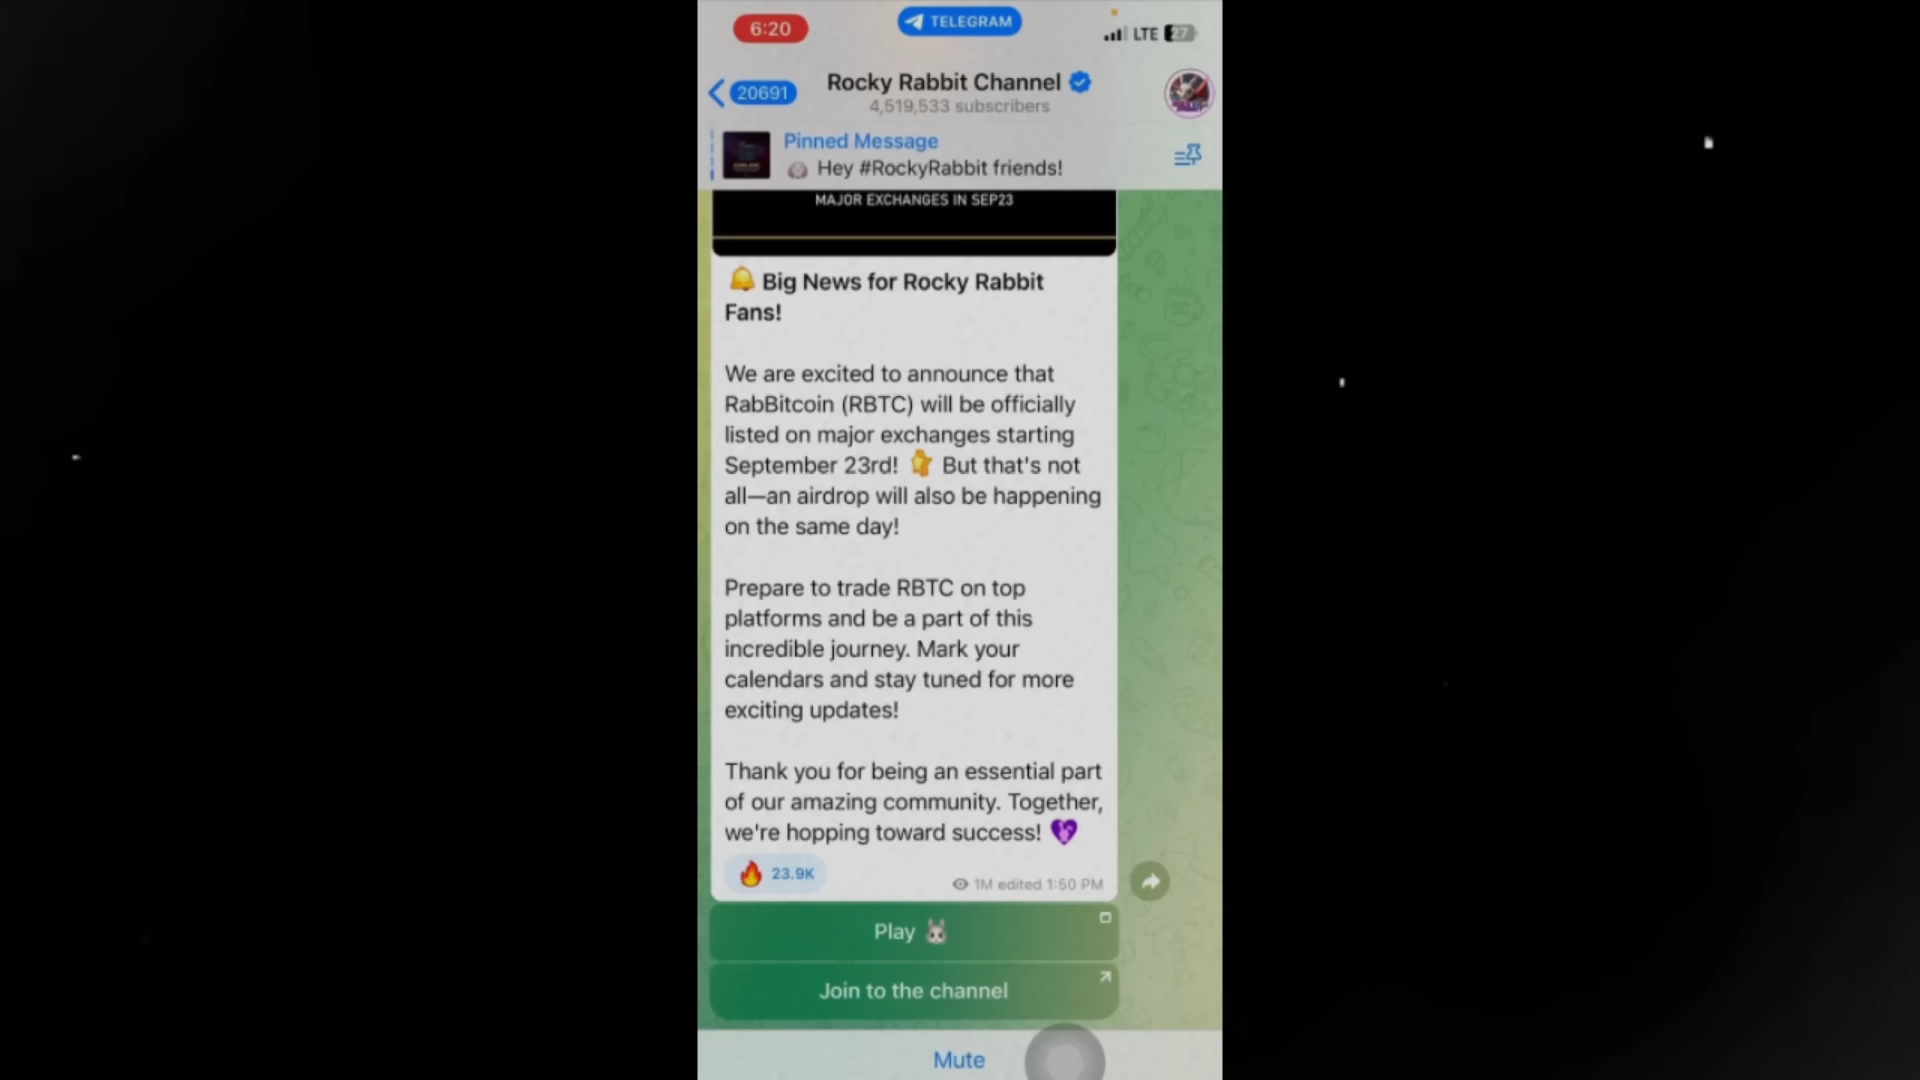 6:20
TELEGRAM
LTE 27
20691
Rocky Rabbit Channel
4,519,533 subscribers
Pinned Message
Hey #RockyRabbit friends!
MAJOR EXCHANGES IN SEP23
Big News for Rocky Rabbit
Fans!
We are excited to announce that
RabBitcoin (RBTC) will be officially
listed on major exchanges starting
September 23rd! But that's not
all—an airdrop will also be happening
on the same day!
Prepare to trade RBTC on top
platforms and be a part of this
incredible journey. Mark your
calendars and stay tuned for more
exciting updates!
Thank you for being an essential part
of our amazing community. Together,
we're hopping toward success!
23.9K
1M edited 1:50 PM
Play
Join to the channel
Mute